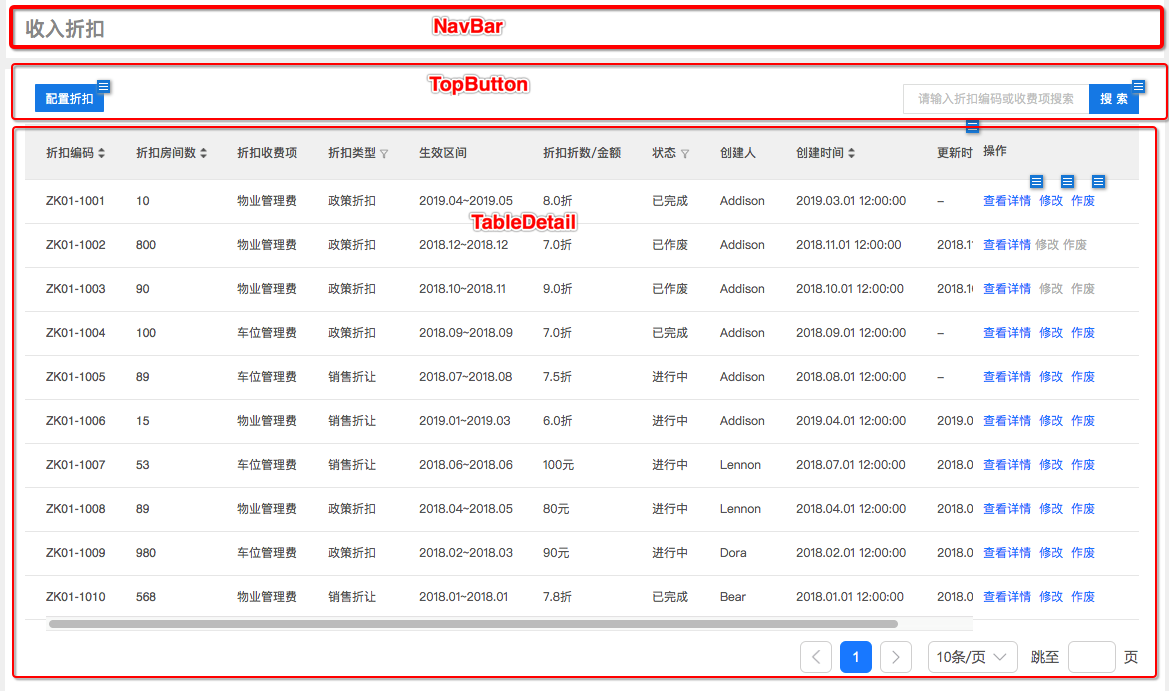 收入折扣 NavBar
TopButton
配置折扣 请输入折扣编码或收费项搜索 搜 索
折扣编码 折扣房间数 折扣收费项 折扣类型 生效区间 折扣折数/金额 状态 创建人 创建时间 更新时 操作
ZK01-1001 10 物业管理费 政策折扣 2019.04~2019.05 8.0折 已完成 Addison 2019.03.01 12:00:00 – 查看详情 修改 作废
TableDetail
ZK01-1002 800 物业管理费 政策折扣 2018.12~2018.12 7.0折 已作废 Addison 2018.11.01 12:00:00 2018.1 查看详情 修改 作废
ZK01-1003 90 物业管理费 政策折扣 2018.10~2018.11 9.0折 已作废 Addison 2018.10.01 12:00:00 2018.1 查看详情 修改 作废
ZK01-1004 100 车位管理费 政策折扣 2018.09~2018.09 7.0折 已完成 Addison 2018.09.01 12:00:00 – 查看详情 修改 作废
ZK01-1005 89 车位管理费 销售折让 2018.07~2018.08 7.5折 进行中 Addison 2018.08.01 12:00:00 – 查看详情 修改 作废
ZK01-1006 15 物业管理费 销售折让 2019.01~2019.03 6.0折 进行中 Addison 2019.04.01 12:00:00 2019.0 查看详情 修改 作废
ZK01-1007 53 车位管理费 销售折让 2018.06~2018.06 100元 进行中 Lennon 2018.07.01 12:00:00 2018.0 查看详情 修改 作废
ZK01-1008 89 物业管理费 政策折扣 2018.04~2018.05 80元 进行中 Lennon 2018.04.01 12:00:00 2018.0 查看详情 修改 作废
ZK01-1009 980 车位管理费 政策折扣 2018.02~2018.03 90元 进行中 Dora 2018.02.01 12:00:00 2018.0 查看详情 修改 作废
ZK01-1010 568 物业管理费 销售折让 2018.01~2018.01 7.8折 已完成 Bear 2018.01.01 12:00:00 2018.0 查看详情 修改 作废
1 10条/页 跳至 页